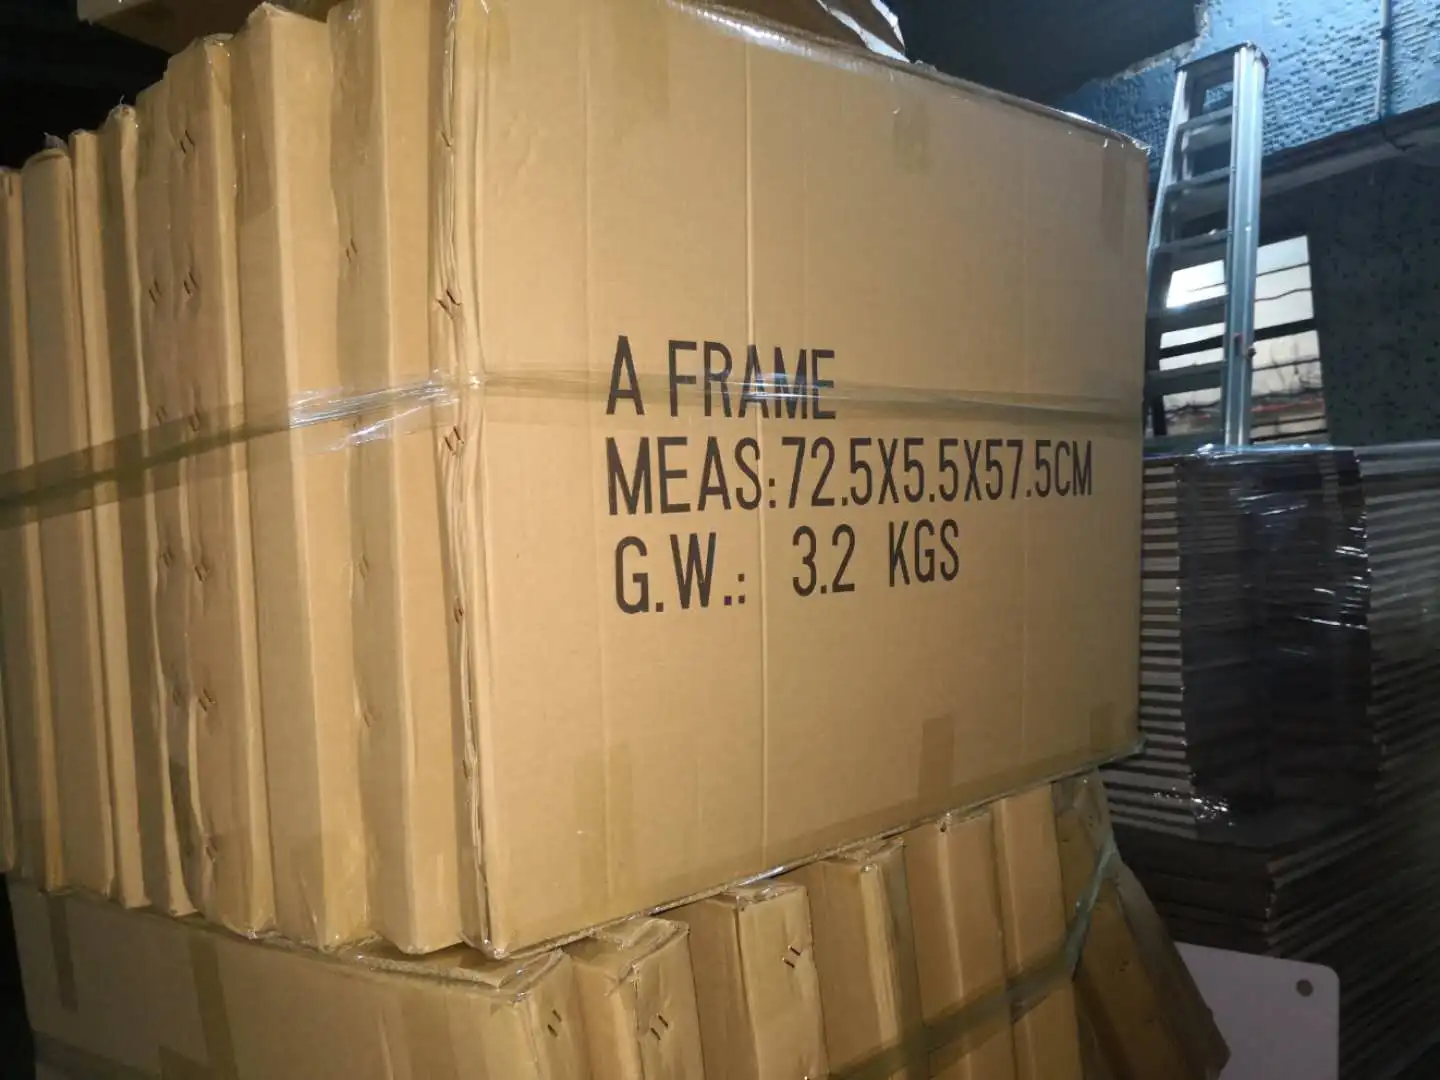 A FRAME
MEAS:72.5X5.5X57.5CM
G.W.: 3.2 KGS